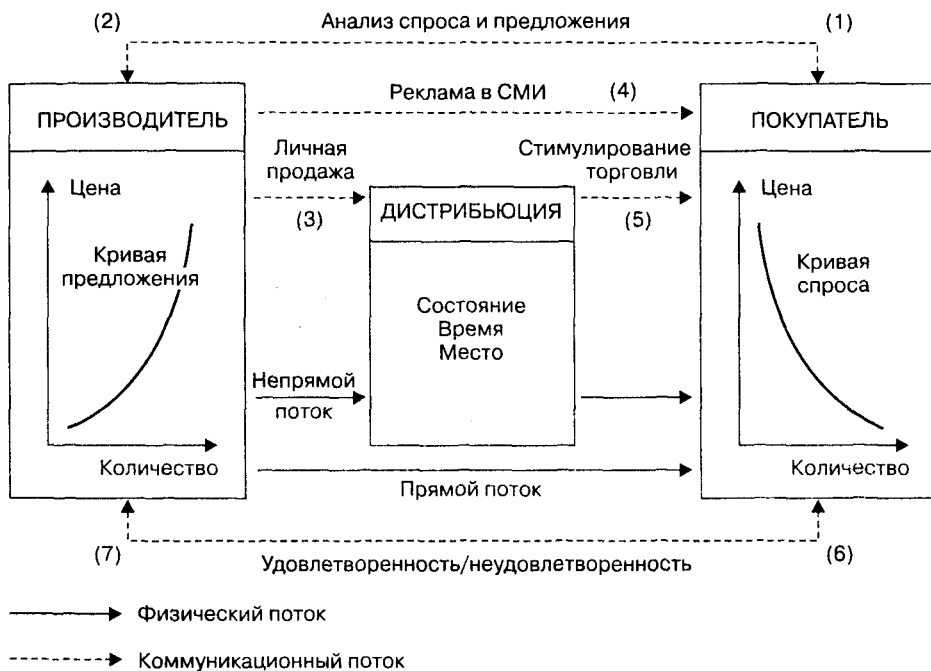 (2) Анализ спроса и предложения (1)
Реклама в СМИ (4)
ПРОИЗВОДИТЕЛЬ
ПОКУПАТЕЛЬ
Личная
продажа
(3)
Стимулирование
торговли
(5)
ДИСТРИБЬЮЦИЯ
Цена
Кривая
предложения
Количество
Состояние
Время
Место
Цена
Кривая
спроса
Количество
Непрямой
поток
Прямой поток
(7) (6)
Удовлетворенность/неудовлетворенность
Физический поток
Коммуникационный поток